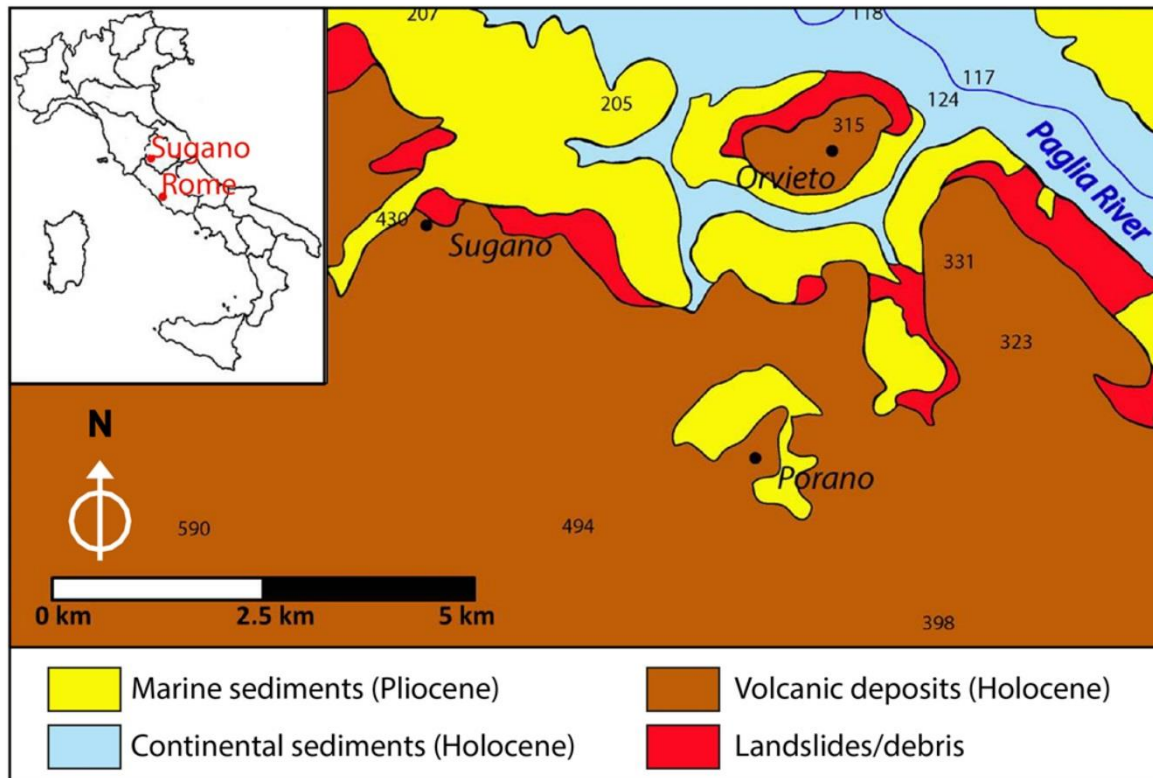 207
118
117
205
124
315
Sugano
Rome
Orvieto
Paglia River
430
Sugano
331
323
N
Porano
590
494
0 km
2.5 km
5 km
398
Marine sediments (Pliocene)
Volcanic deposits (Holocene)
Continental sediments (Holocene)
Landslides/debris